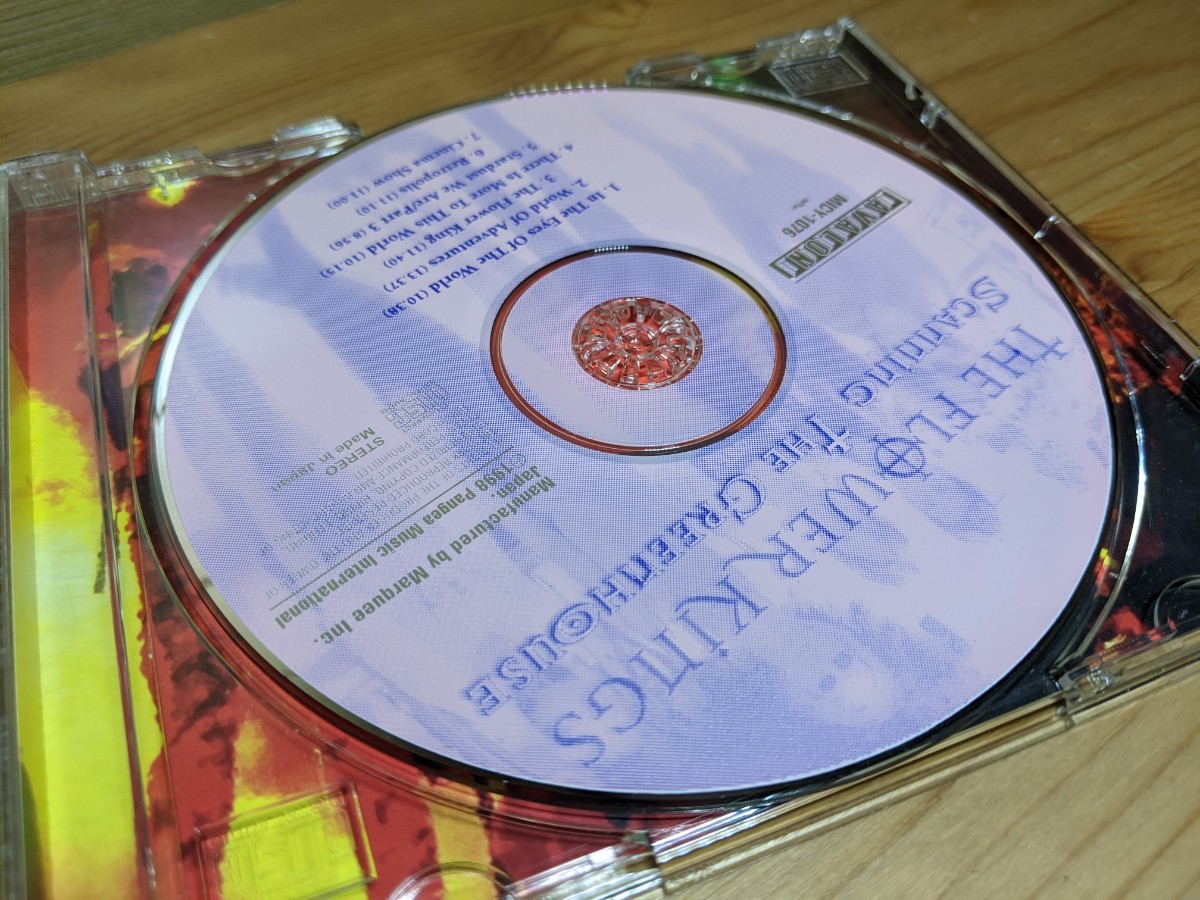 THE FLOWER KINGS
SCANNING THE GREENHOUSE
AVALON
MICY-1076
1. In The Eyes Of The World (10.38)
2. World Of Adventures (13.37)
3. The Flower King (11.40)
4. There Is More To This World (10.13)
5. Stardust We Are/Part 3 (8.56)
6. Retropolis (11.10)
7. Cinema Show (11.00)
STEREO
Made in Japan
1998 Pangea Music International
Japan.
Manufactured by Marquee Inc.